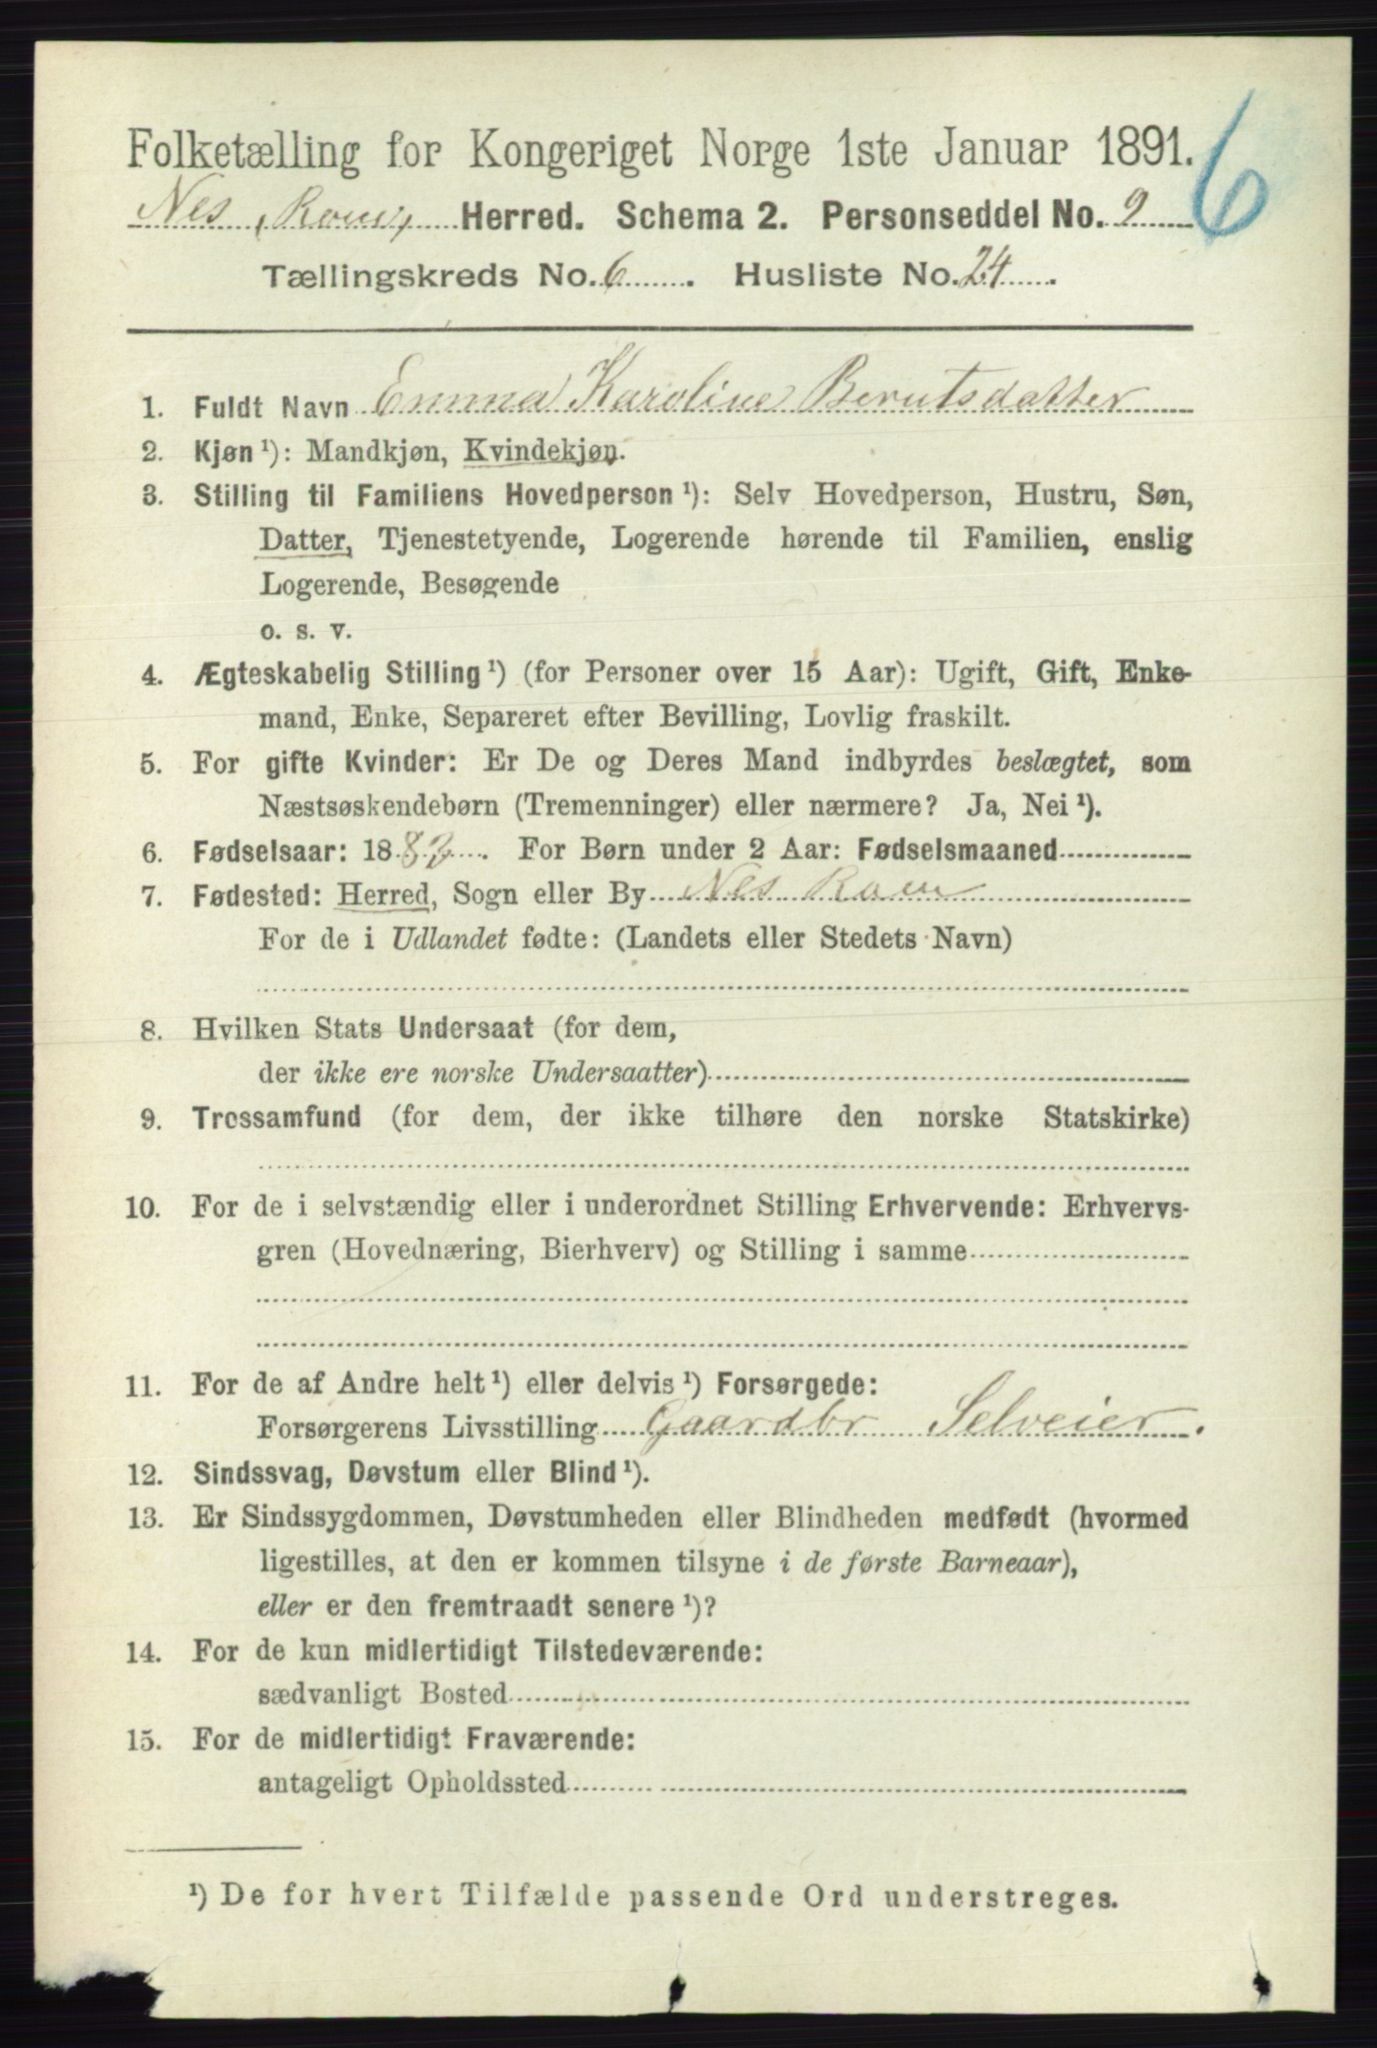 Folketælling for Kongeriget Norge 1ste Januar 1891.
6
Nes, Rome, Herred. Schema 2. Personseddel No. 9
Tællingskreds No. 6. Husliste No. 24.
1. Fuldt Navn Emma Karoline Berntsdatter
2. Kjøn ¹): Mandkjøn, Kvindekjøn.
3. Stilling til Familiens Hovedperson ¹): Selv Hovedperson, Hustru, Søn,
Datter, Tjenestetyende, Logerende hørende til Familien, enslig
Logerende, Besøgende
o. s. v.
4. Ægteskabelig Stilling ¹) (for Personer over 15 Aar): Ugift, Gift, Enke-
mand, Enke, Separeret efter Bevilling, Lovlig fraskilt.
5. For gifte Kvinder: Er De og Deres Mand indbyrdes beslægtet, som
Næstsøskendebørn (Tremenninger) eller nærmere? Ja, Nei ¹).
6. Fødselsaar: 18 . For Børn under 2 Aar: Fødselsmaaned
7. Fødested: Herred, Sogn eller By Nes Rom
For de i Udlandet fødte: (Landets eller Stedets Navn)
8. Hvilken Stats Undersaat (for dem,
der ikke ere norske Undersaatter)
9. Trossamfund (for dem, der ikke tilhøre den norske Statskirke)
10. For de i selvstændig eller i underordnet Stilling Erhvervende: Erhvervs-
gren (Hovednæring, Bierhverv) og Stilling i samme
11. For de af Andre helt ¹) eller delvis ¹) Forsørgede:
Forsørgerens Livsstilling Gaardbr Selveier.
12. Sindssvag, Døvstum eller Blind ¹).
13. Er Sindssygdommen, Døvstumheden eller Blindheden medfødt (hvormed
ligestilles, at den er kommen tilsyne i de første Barneaar),
eller er den fremtraadt senere ¹)?
14. For de kun midlertidigt Tilstedeværende:
sædvanligt Bosted
15. For de midlertidigt Fraværende:
antageligt Opholdssted
¹) De for hvert Tilfælde passende Ord understreges.